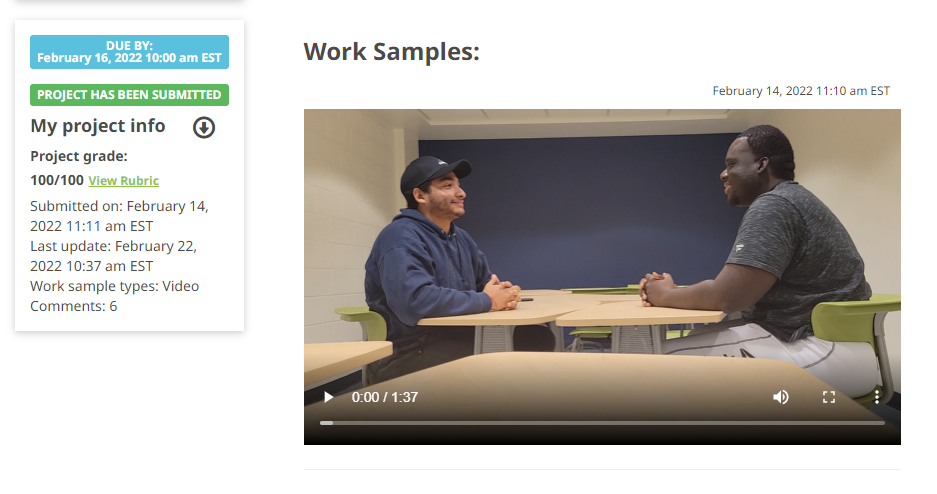 DUE BY:
February 16, 2022 10:00 am EST
PROJECT HAS BEEN SUBMITTED
My project info
Project grade:
100/100 View Rubric
Submitted on: February 14,
2022 11:11 am EST
Last update: February 22,
2022 10:37 am EST
Work sample types: Video
Comments: 6
Work Samples:
February 14, 2022 11:10 am EST
0:00 / 1:37